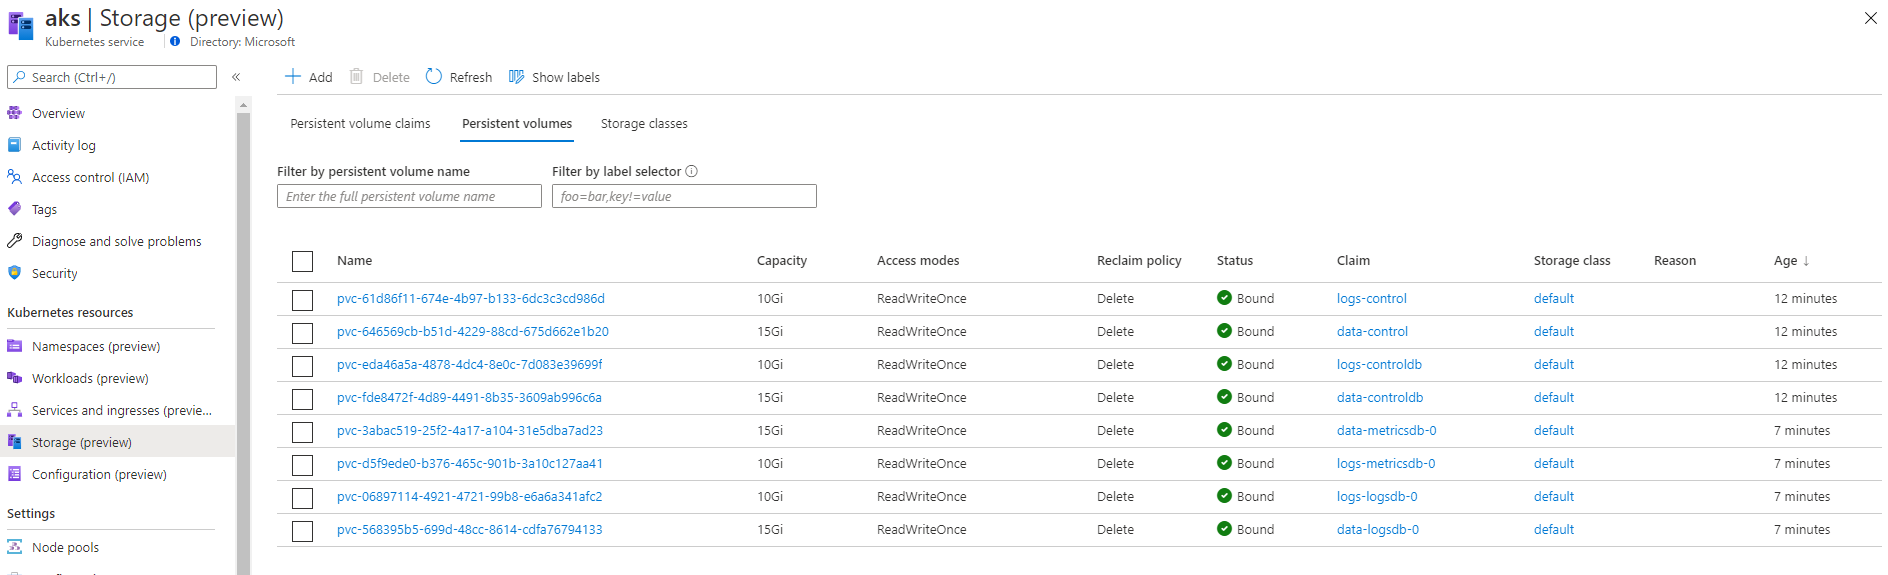 aks | Storage (preview)
Kubernetes service
Directory: Microsoft
Search (Ctrl+/)
Overview
Activity log
Access control (IAM)
Tags
Diagnose and solve problems
Security
Kubernetes resources
Namespaces (preview)
Workloads (preview)
Services and ingresses (previe...
Storage (preview)
Configuration (preview)
Settings
Node pools
Add Delete Refresh Show labels
Persistent volume claims Persistent volumes Storage classes
Filter by persistent volume name Filter by label selector
Enter the full persistent volume name foo=bar,key!=value
Name Capacity Access modes Reclaim policy Status Claim Storage class Reason Age ↓
pvc-61d86f11-674e-4b97-b133-6dc3c3cd986d 10Gi ReadWriteOnce Delete Bound logs-control default 12 minutes
pvc-646569cb-b51d-4229-88cd-675d662e1b20 15Gi ReadWriteOnce Delete Bound data-control default 12 minutes
pvc-eda46a5a-4878-4dc4-8e0c-7d083e39699f 10Gi ReadWriteOnce Delete Bound logs-controldb default 12 minutes
pvc-fde8472f-4d89-4491-8b35-3609ab996c6a 15Gi ReadWriteOnce Delete Bound data-controldb default 12 minutes
pvc-3abac519-25f2-4a17-a104-31e5dba7ad23 15Gi ReadWriteOnce Delete Bound data-metricsdb-0 default 7 minutes
pvc-d5f9ede0-b376-465c-901b-3a10c127aa41 10Gi ReadWriteOnce Delete Bound logs-metricsdb-0 default 7 minutes
pvc-06897114-4921-4721-99b8-e6a6a341afc2 10Gi ReadWriteOnce Delete Bound logs-logsdb-0 default 7 minutes
pvc-568395b5-699d-48cc-8614-cdfa76794133 15Gi ReadWriteOnce Delete Bound data-logsdb-0 default 7 minutes